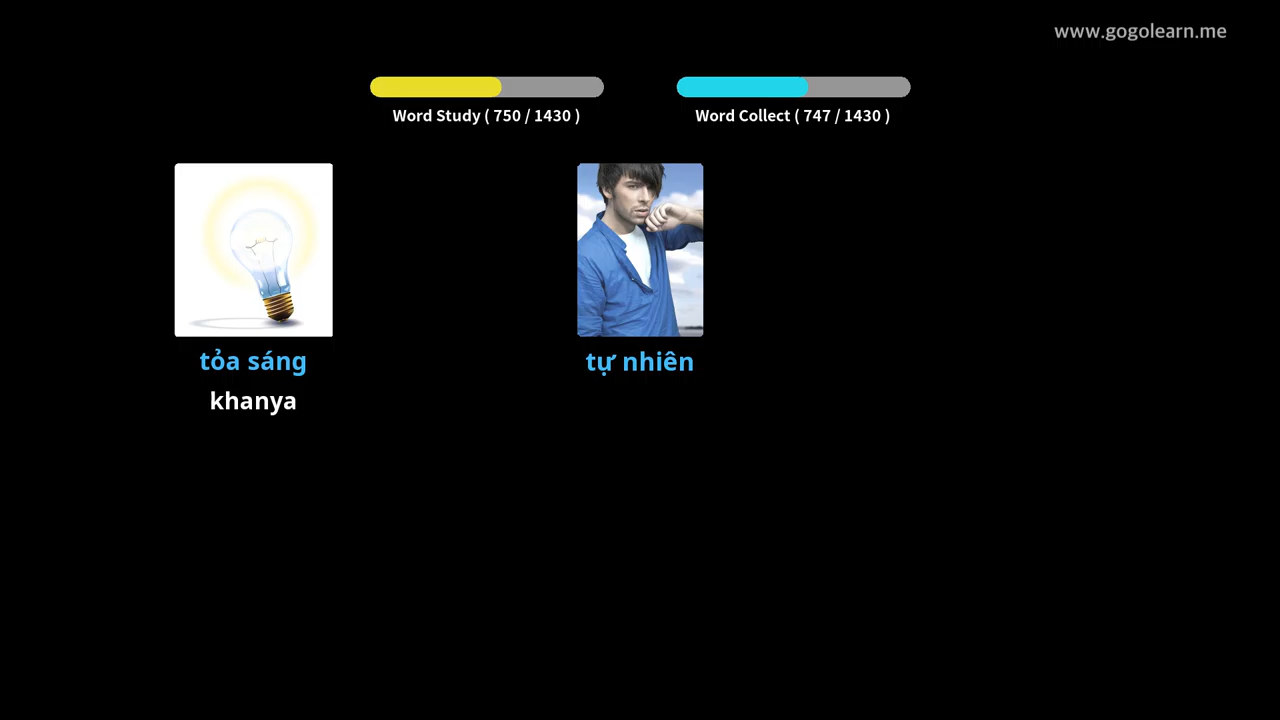 www.gogolearn.me
Word Study ( 750 / 1430 )
Word Collect ( 747 / 1430 )
tỏa sáng
khanya
tự nhiên